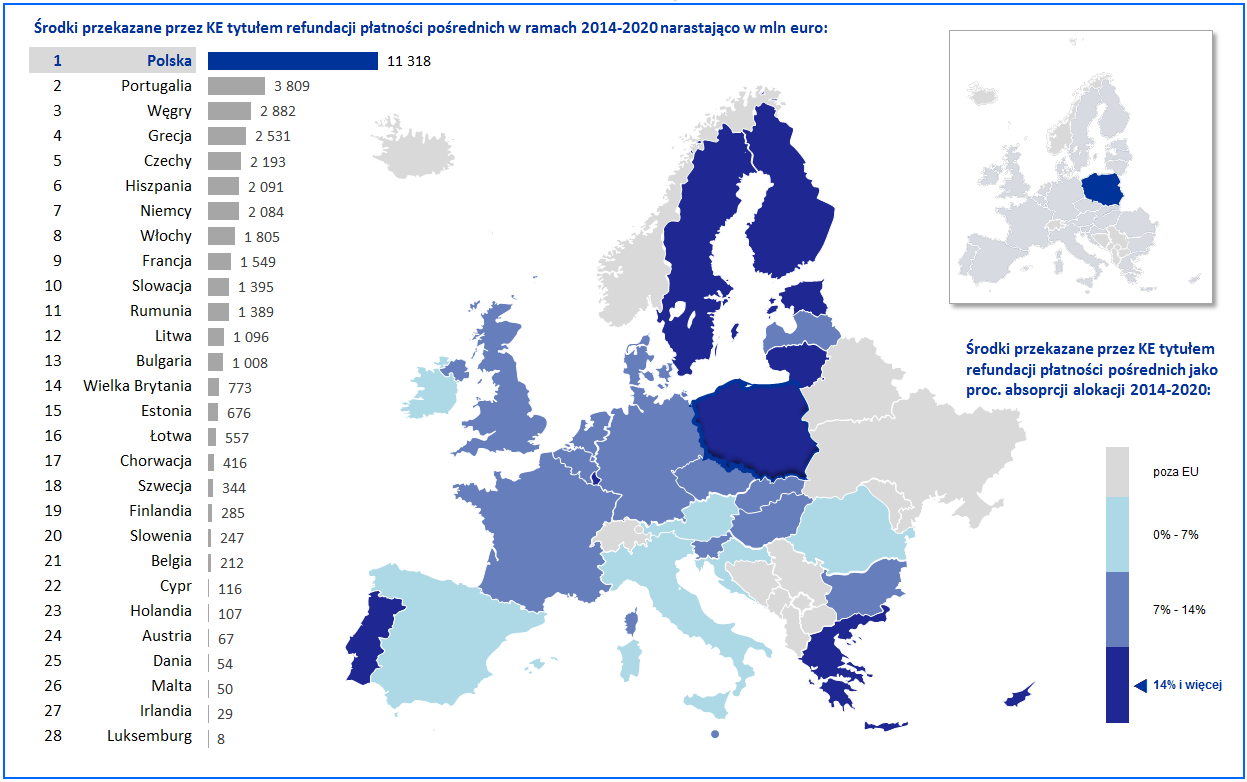 Środki przekazane przez KE tytułem refundacji płatności pośrednich w ramach 2014-2020 narastająco w mln euro:
1 Polska 11 318
2 Portugalia 3 809
3 Węgry 2 882
4 Grecja 2 531
5 Czechy 2 193
6 Hiszpania 2 091
7 Niemcy 2 084
8 Włochy 1 805
9 Francja 1 549
10 Slowacja 1 395
11 Rumunia 1 389
12 Litwa 1 096
13 Bulgaria 1 008
14 Wielka Brytania 773
15 Estonia 676
16 Łotwa 557
17 Chorwacja 416
18 Szwecja 344
19 Finlandia 285
20 Slowenia 247
21 Belgia 212
22 Cypr 116
23 Holandia 107
24 Austria 67
25 Dania 54
26 Malta 50
27 Irlandia 29
28 Luksemburg 8
Środki przekazane przez KE tytułem
refundacji płatności pośrednich jako
proc. absoprcji alokacji 2014-2020:
poza EU
0% - 7%
7% - 14%
14% i więcej